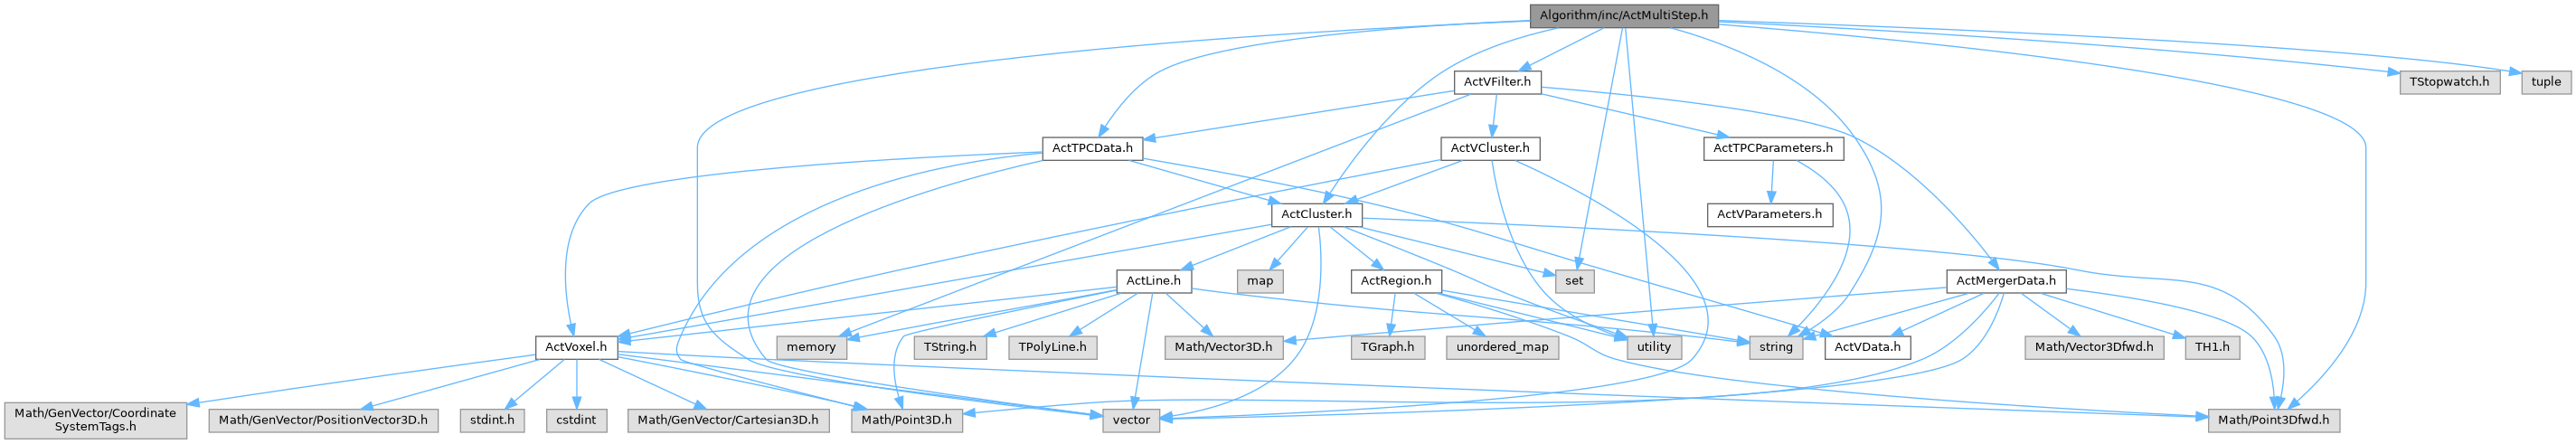 Algorithm/inc/ActMultiStep.h
ActVFilter.h
TStopwatch.h
tuple
ActTPCData.h
ActVCluster.h
ActTPCParameters.h
ActCluster.h
ActVParameters.h
ActLine.h
map
ActRegion.h
set
ActMergerData.h
ActVoxel.h
memory
TString.h
TPolyLine.h
Math/Vector3D.h
TGraph.h
unordered_map
utility
string
ActVData.h
Math/Vector3Dfwd.h
TH1.h
Math/GenVector/Coordinate
SystemTags.h
Math/GenVector/PositionVector3D.h
stdint.h
cstdint
Math/GenVector/Cartesian3D.h
Math/Point3D.h
vector
Math/Point3Dfwd.h